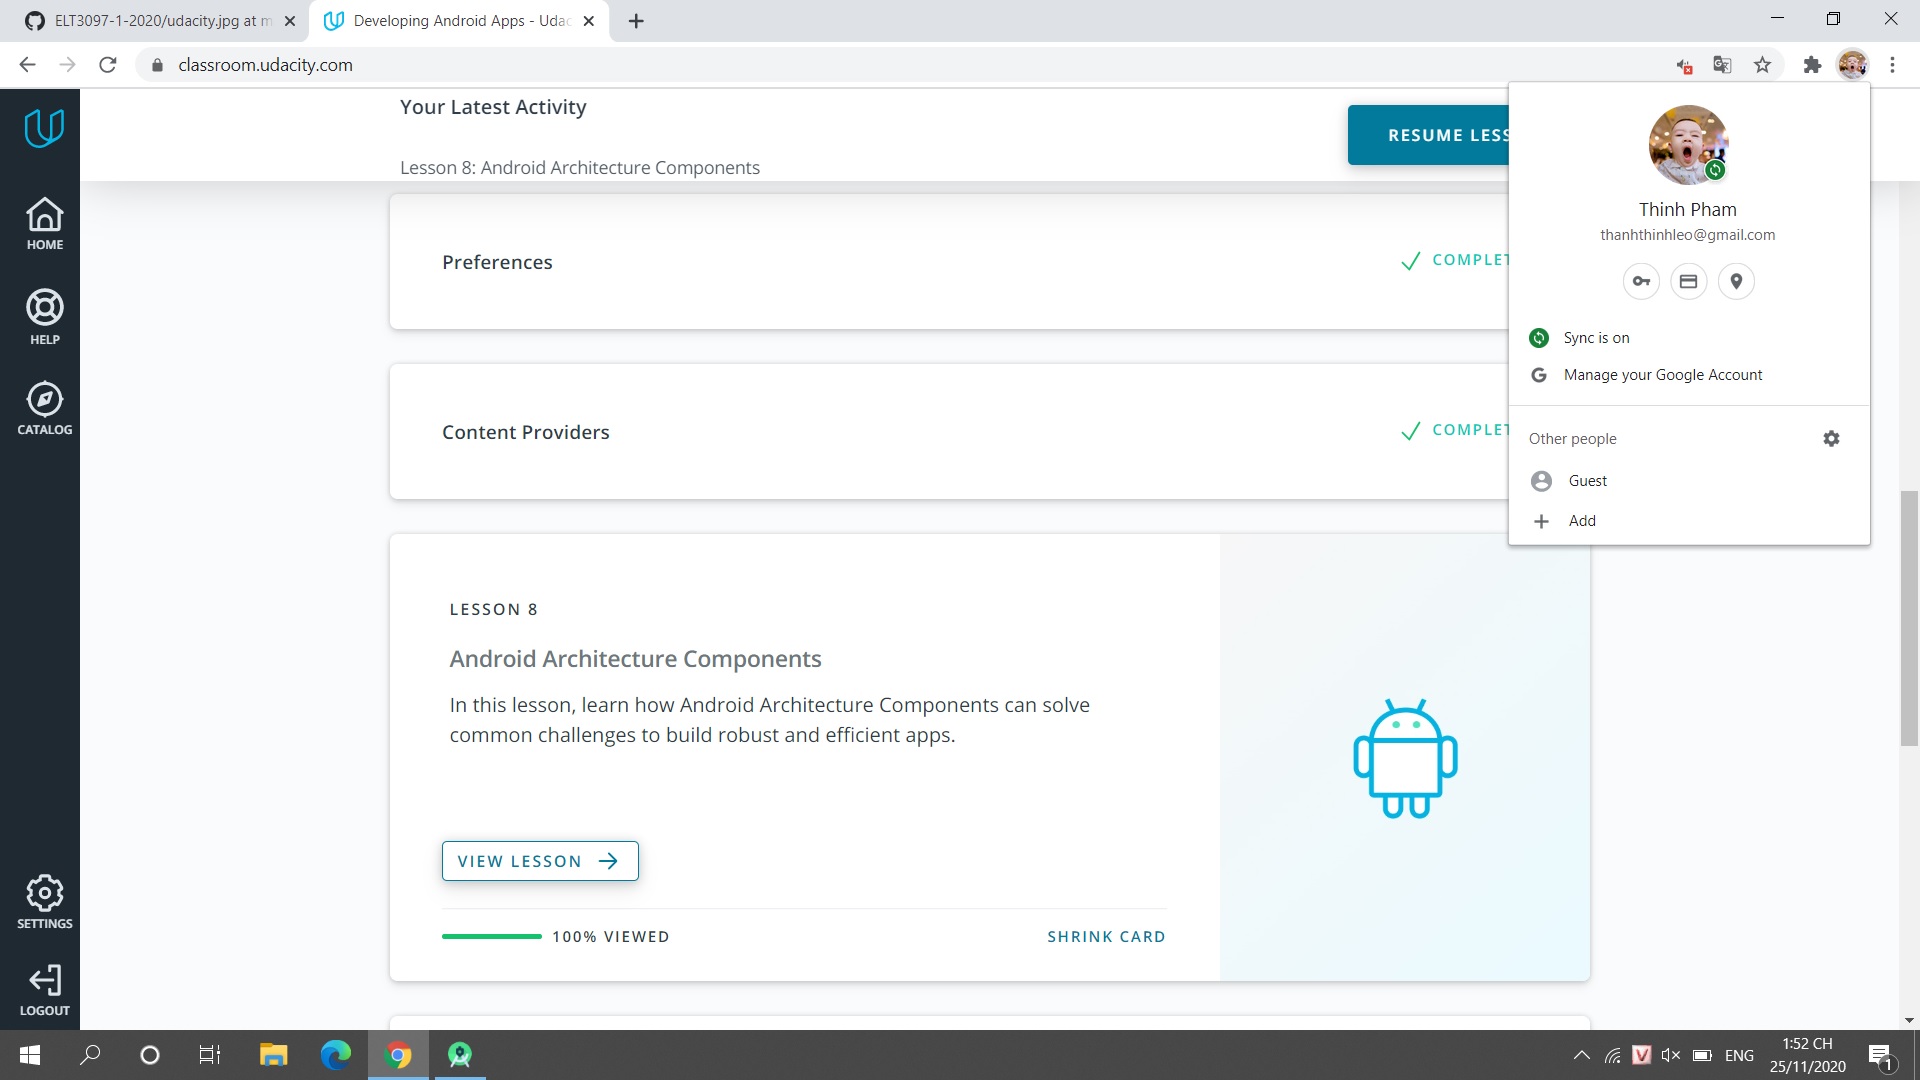 ELT3097-1-2020/udacity.jpg at m
Developing Android Apps - Udac
classroom.udacity.com
Your Latest Activity
RESUME LESS
Lesson 8: Android Architecture Components
HOME
HELP
CATALOG
SETTINGS
LOGOUT
Preferences
COMPLET
Content Providers
COMPLET
LESSON 8
Android Architecture Components
In this lesson, learn how Android Architecture Components can solve
common challenges to build robust and efficient apps.
VIEW LESSON
100% VIEWED
SHRINK CARD
Thinh Pham
thanhthinhleo@gmail.com
Sync is on
G
Manage your Google Account
Other people
Guest
Add
V
ENG
1:52 CH
25/11/2020
1